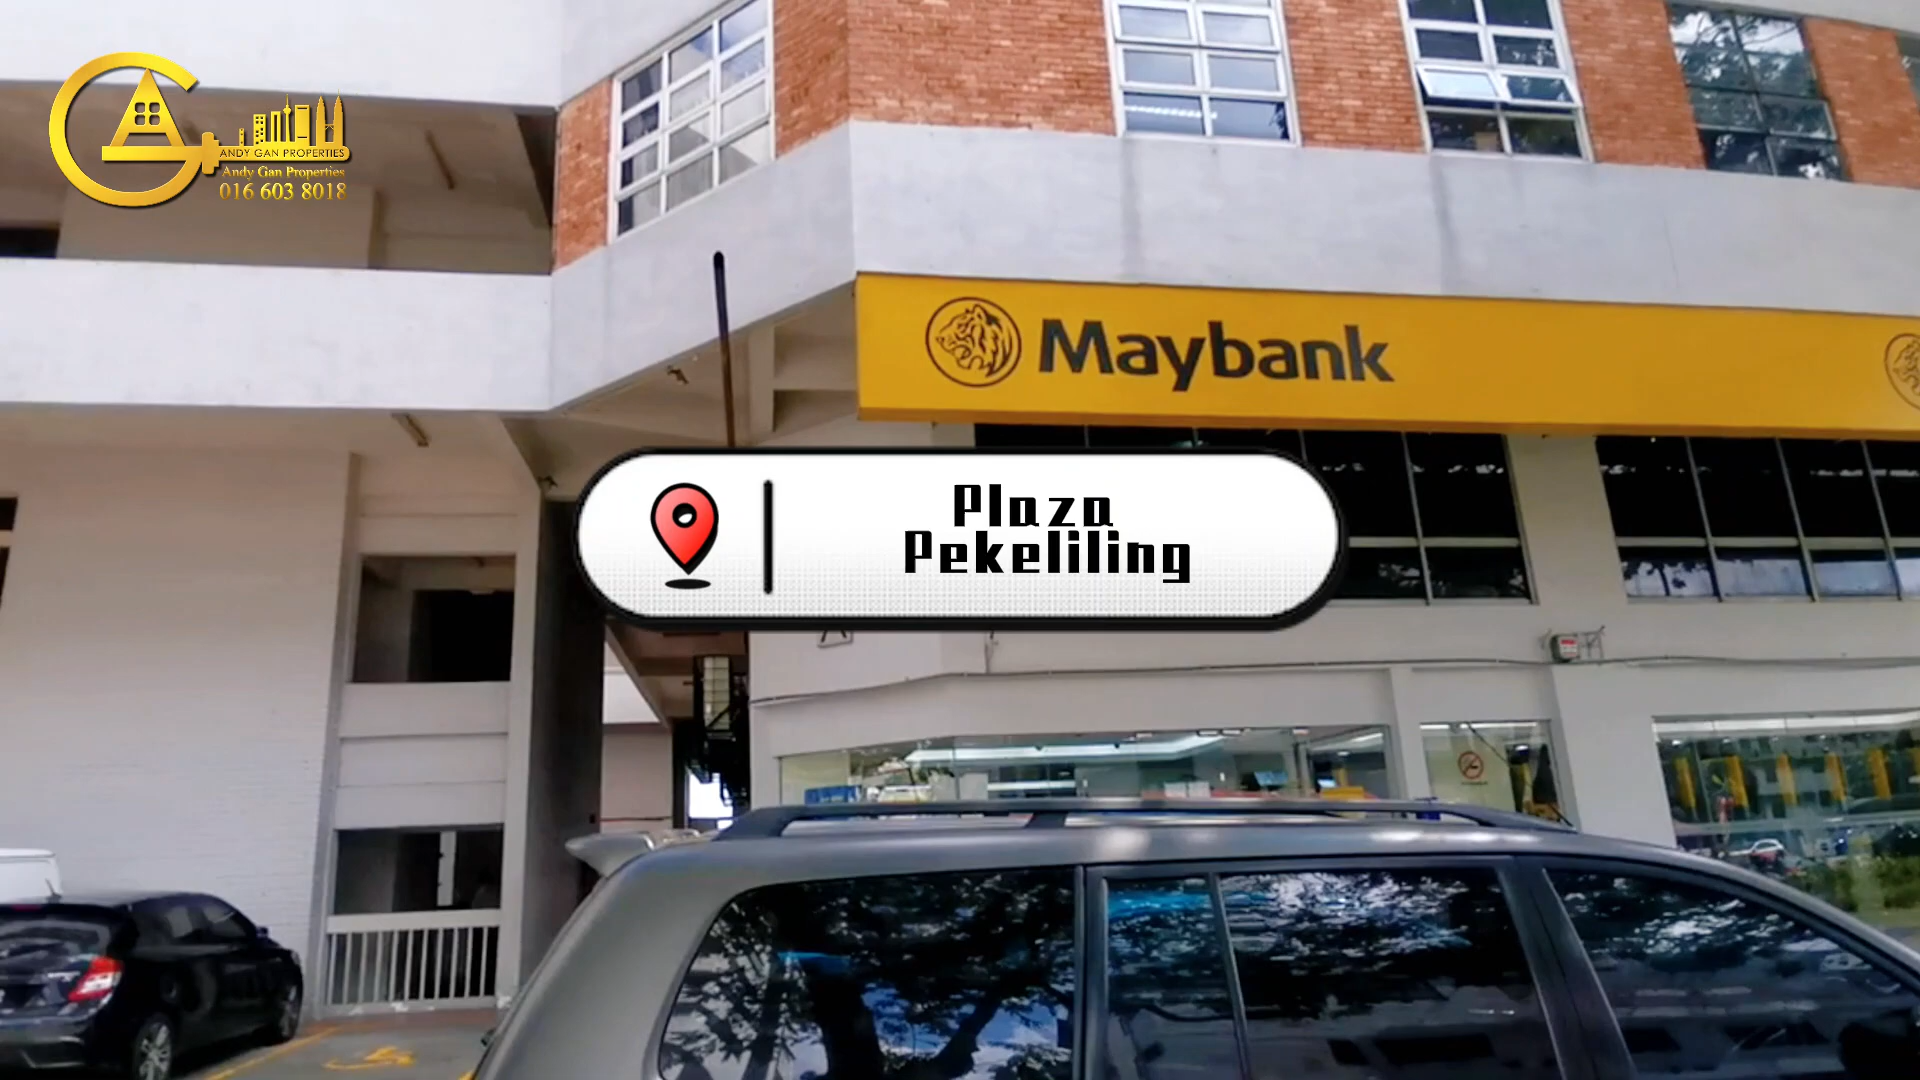 ANDY GAN PROPERTIES
Andy Gan Properties
016 603 8018
Maybank
Plaza
Pekeliling